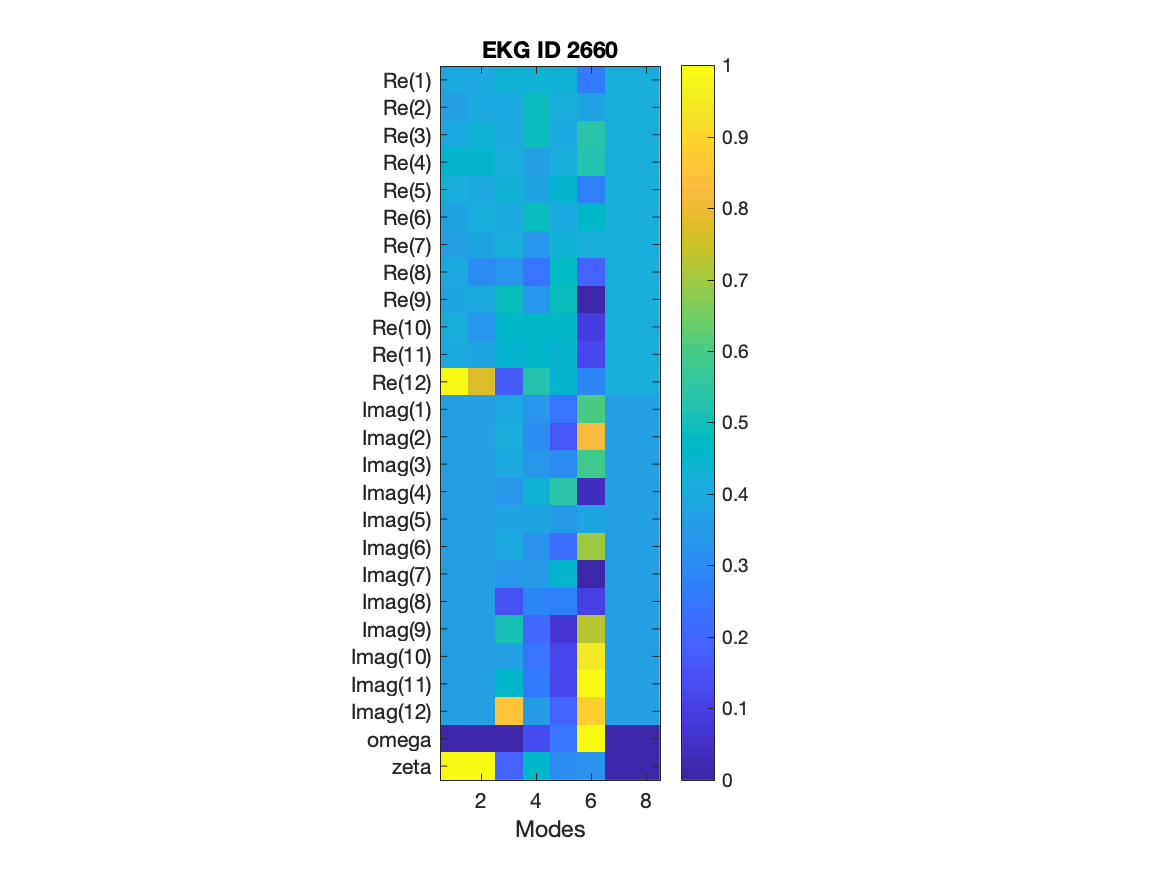 EKG ID 2660
Re(1)
Re(2)
Re(3)
Re(4)
Re(5)
Re(6)
Re(7)
Re(8)
Re(9)
Re(10)
Re(11)
Re(12)
Imag(1)
Imag(2)
Imag(3)
Imag(4)
Imag(5)
Imag(6)
Imag(7)
Imag(8)
Imag(9)
Imag(10)
Imag(11)
Imag(12)
omega
zeta
2 4 6 8
Modes
1
0.9
0.8
0.7
0.6
0.5
0.4
0.3
0.2
0.1
0